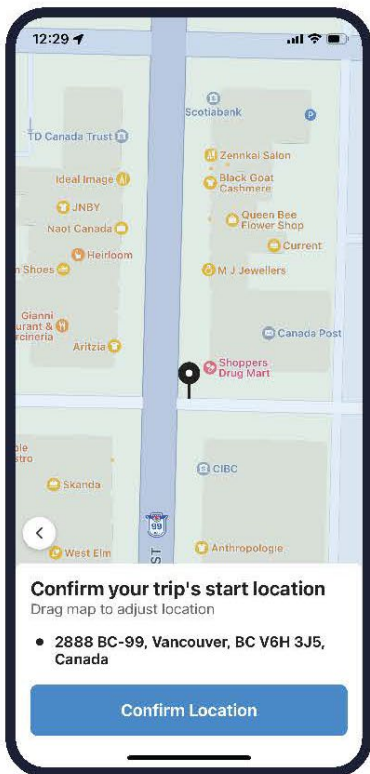 12:29
Scotiabank
P
TD Canada Trust
Zennkai Salon
Ideal Image
Black Goat
Cashmere
JNBY
Queen Bee
Flower Shop
Naot Canada
Current
Heirloom
n Shoes
M J Jewellers
Gianni
urant &
rcineria
Canada Post
Aritzia
Shoppers
Drug Mart
ple
stro
CIBC
Skanda
99
ST
West Elm
Anthropologie
Confirm your trip's start location
Drag map to adjust location
• 2888 BC-99, Vancouver, BC V6H 3J5,
Canada
Confirm Location